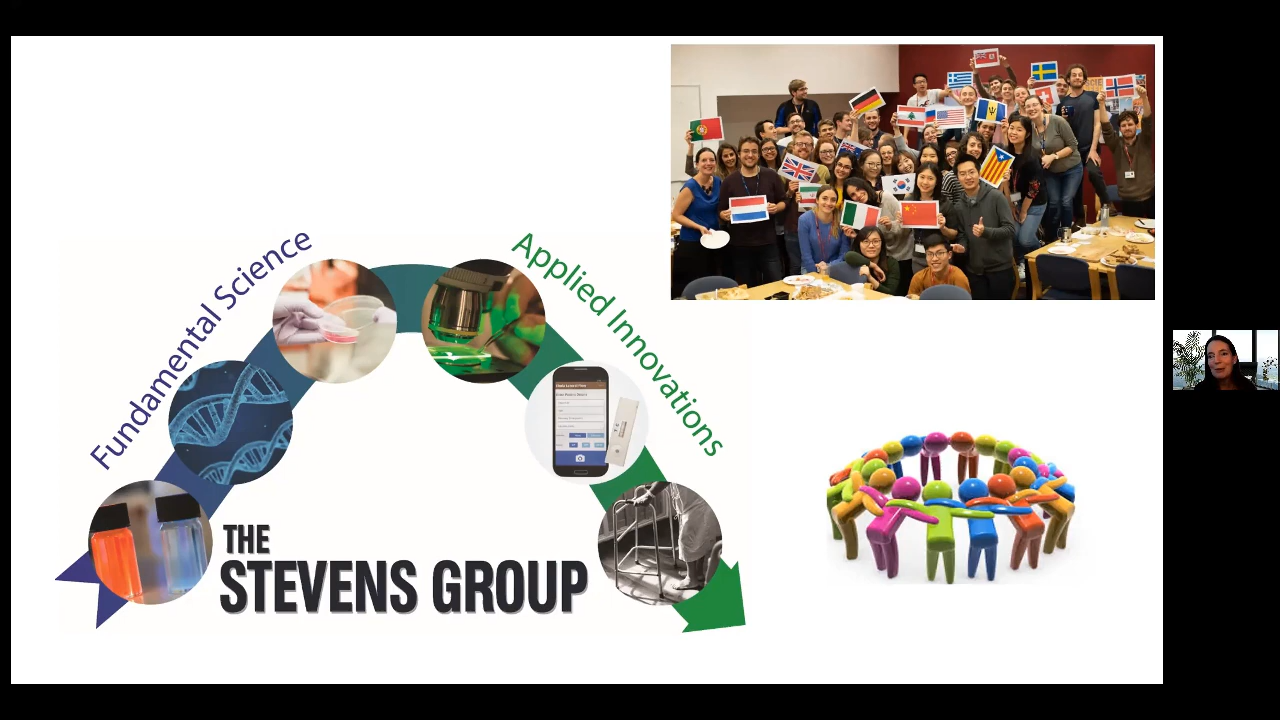 Fundamental Science
Applied Innovations
THE
STEVENS GROUP